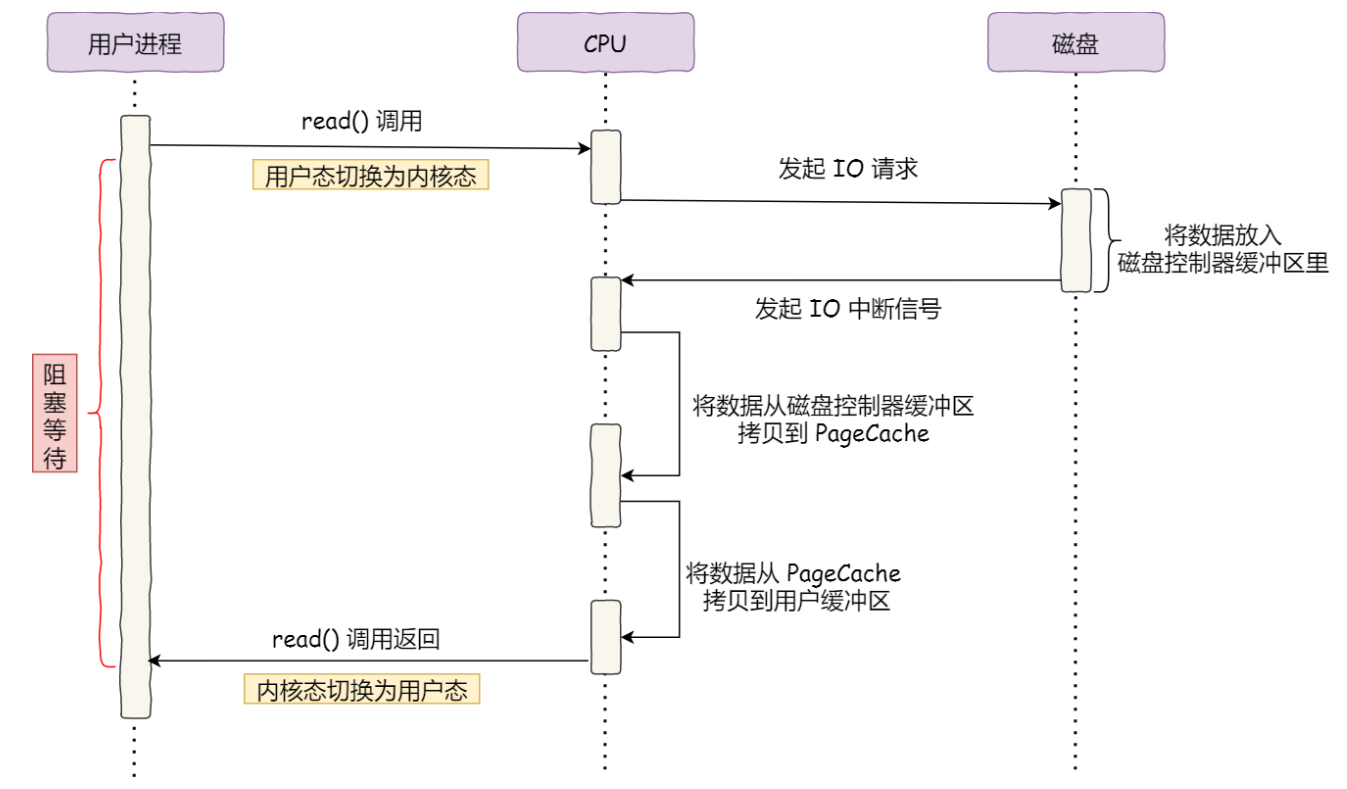 用户进程
CPU
磁盘
read() 调用
用户态切换为内核态
发起 IO 请求
将数据放入
磁盘控制器缓冲区里
发起 IO 中断信号
阻
塞
等
待
将数据从磁盘控制器缓冲区
拷贝到 PageCache
将数据从 PageCache
拷贝到用户缓冲区
read() 调用返回
内核态切换为用户态